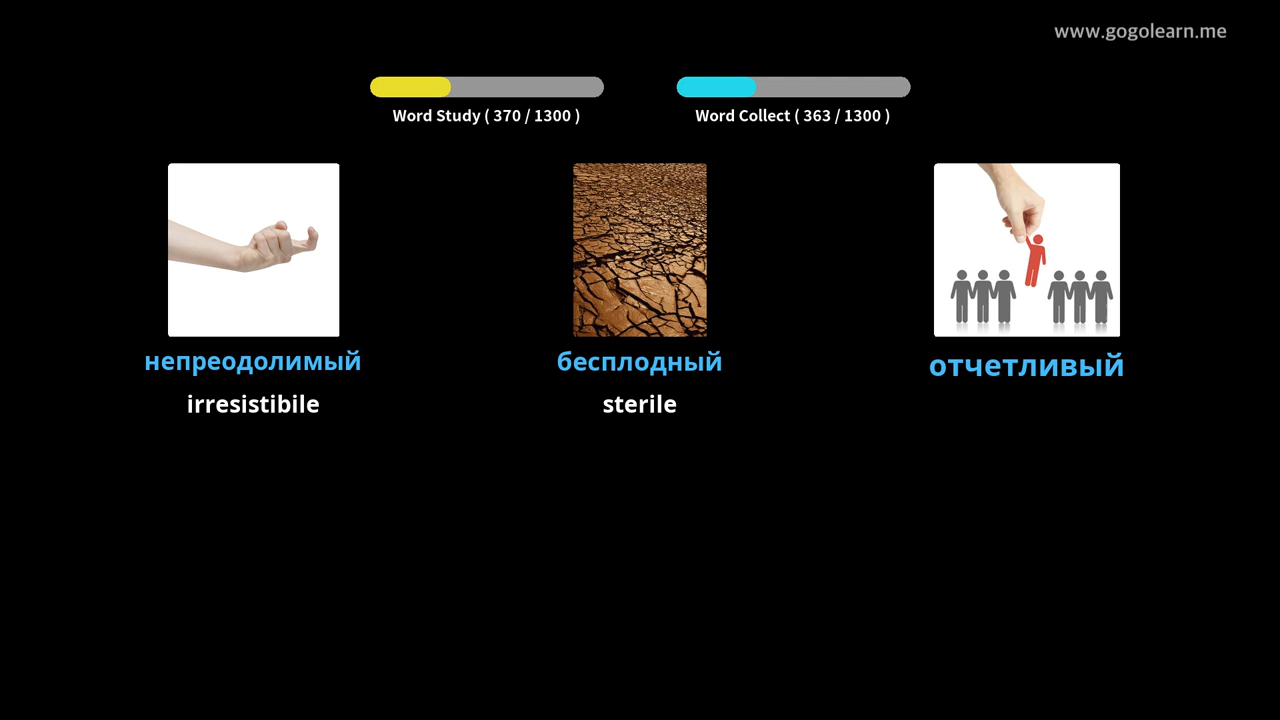 www.gogolearn.me
Word Study ( 370 / 1300 )
Word Collect ( 363 / 1300 )
непреодолимый
irresistibile
бесплодный
sterile
отчетливый